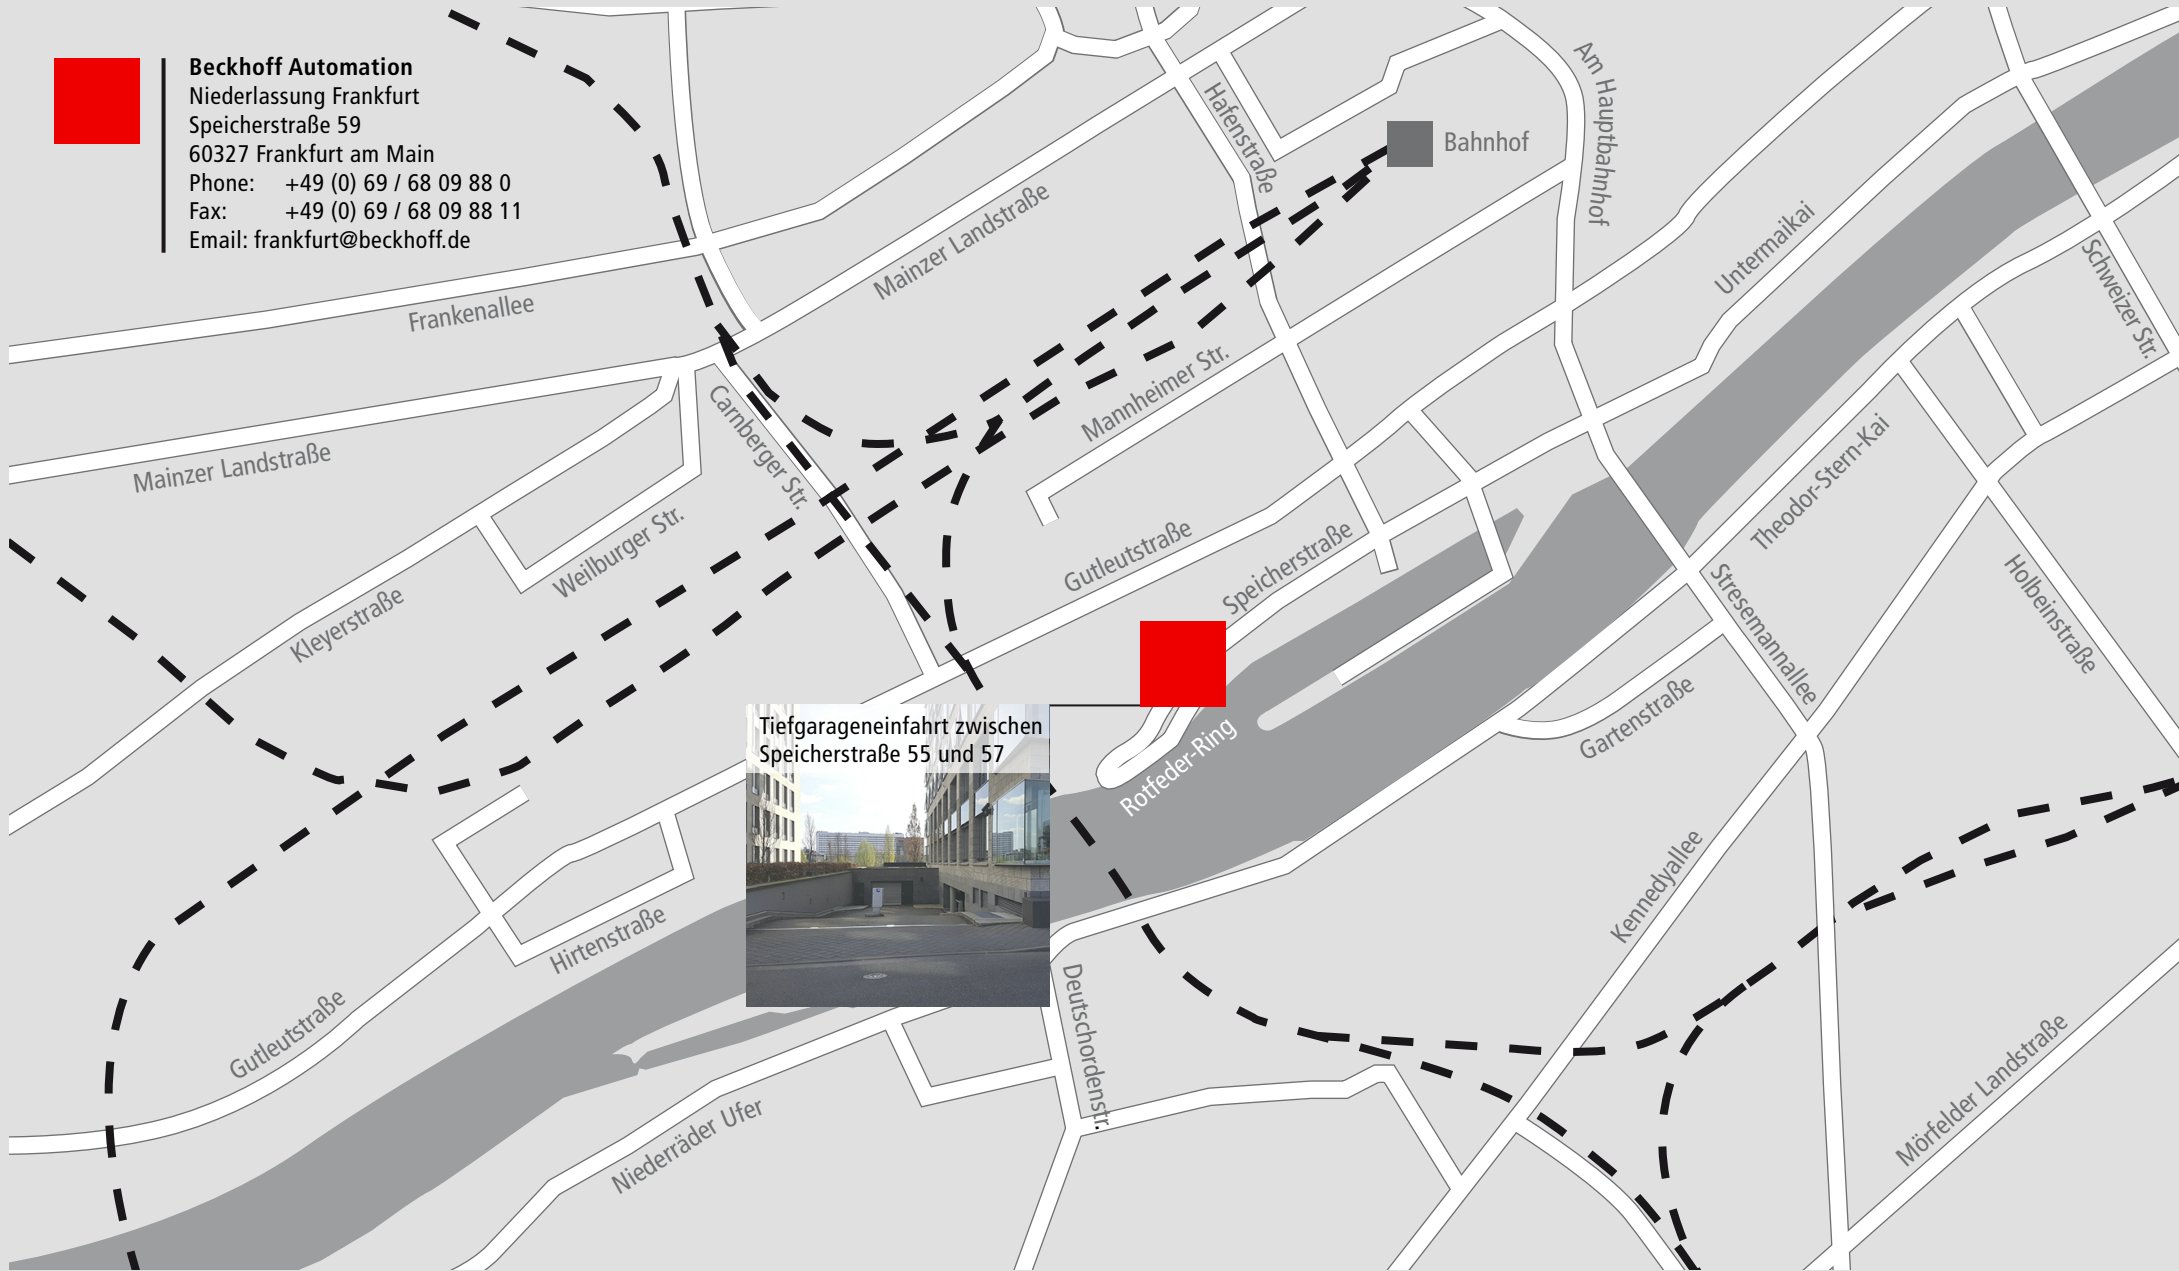 Beckhoff Automation
Niederlassung Frankfurt
Speicherstraße 59
60327 Frankfurt am Main
Phone: +49 (0) 69 / 68 09 88 0
Fax: +49 (0) 69 / 68 09 88 11
Email: frankfurt@beckhoff.de
Am Hauptbahnhof
Hafenstraße
Bahnhof
Mainzer Landstraße
Untermaikai
Schweizer Str.
Frankenallee
Mannheimer Str.
Carnberger Str.
Mainzer Landstraße
Theodor-Stern-Kai
Weilburger Str.
Gutleutstraße
Speicherstraße
Kleyerstraße
Stresemannallee
Holbeinstraße
Gartenstraße
Tiefgarageneinfahrt zwischen
Speicherstraße 55 und 57
Rotfeder-Ring
Kennedyallee
Hirtenstraße
Gutleutstraße
Deutschordenstr.
Niederräder Ufer
Mörfelder Landstraße